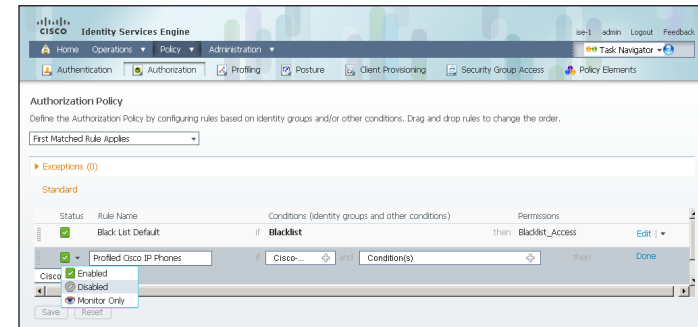 CISCO Identity Services Engine
ise-1 admin Logout Feedback
Home Operations Policy Administration Task Navigator
Authentication Authorization Profiling Posture Client Provisioning Security Group Access Policy Elements
Authorization Policy
Define the Authorization Policy by configuring rules based on identity groups and/or other conditions. Drag and drop rules to change the order.
First Matched Rule Applies
Exceptions (0)
Standard
Status Rule Name Conditions (identity groups and other conditions) Permissions
Black List Default if Blacklist then Blacklist_Access Edit |
Profiled Cisco IP Phones if Cisco-... and Condition(s) then Done
Cisco
Enabled
Disabled
Monitor Only
Save Reset